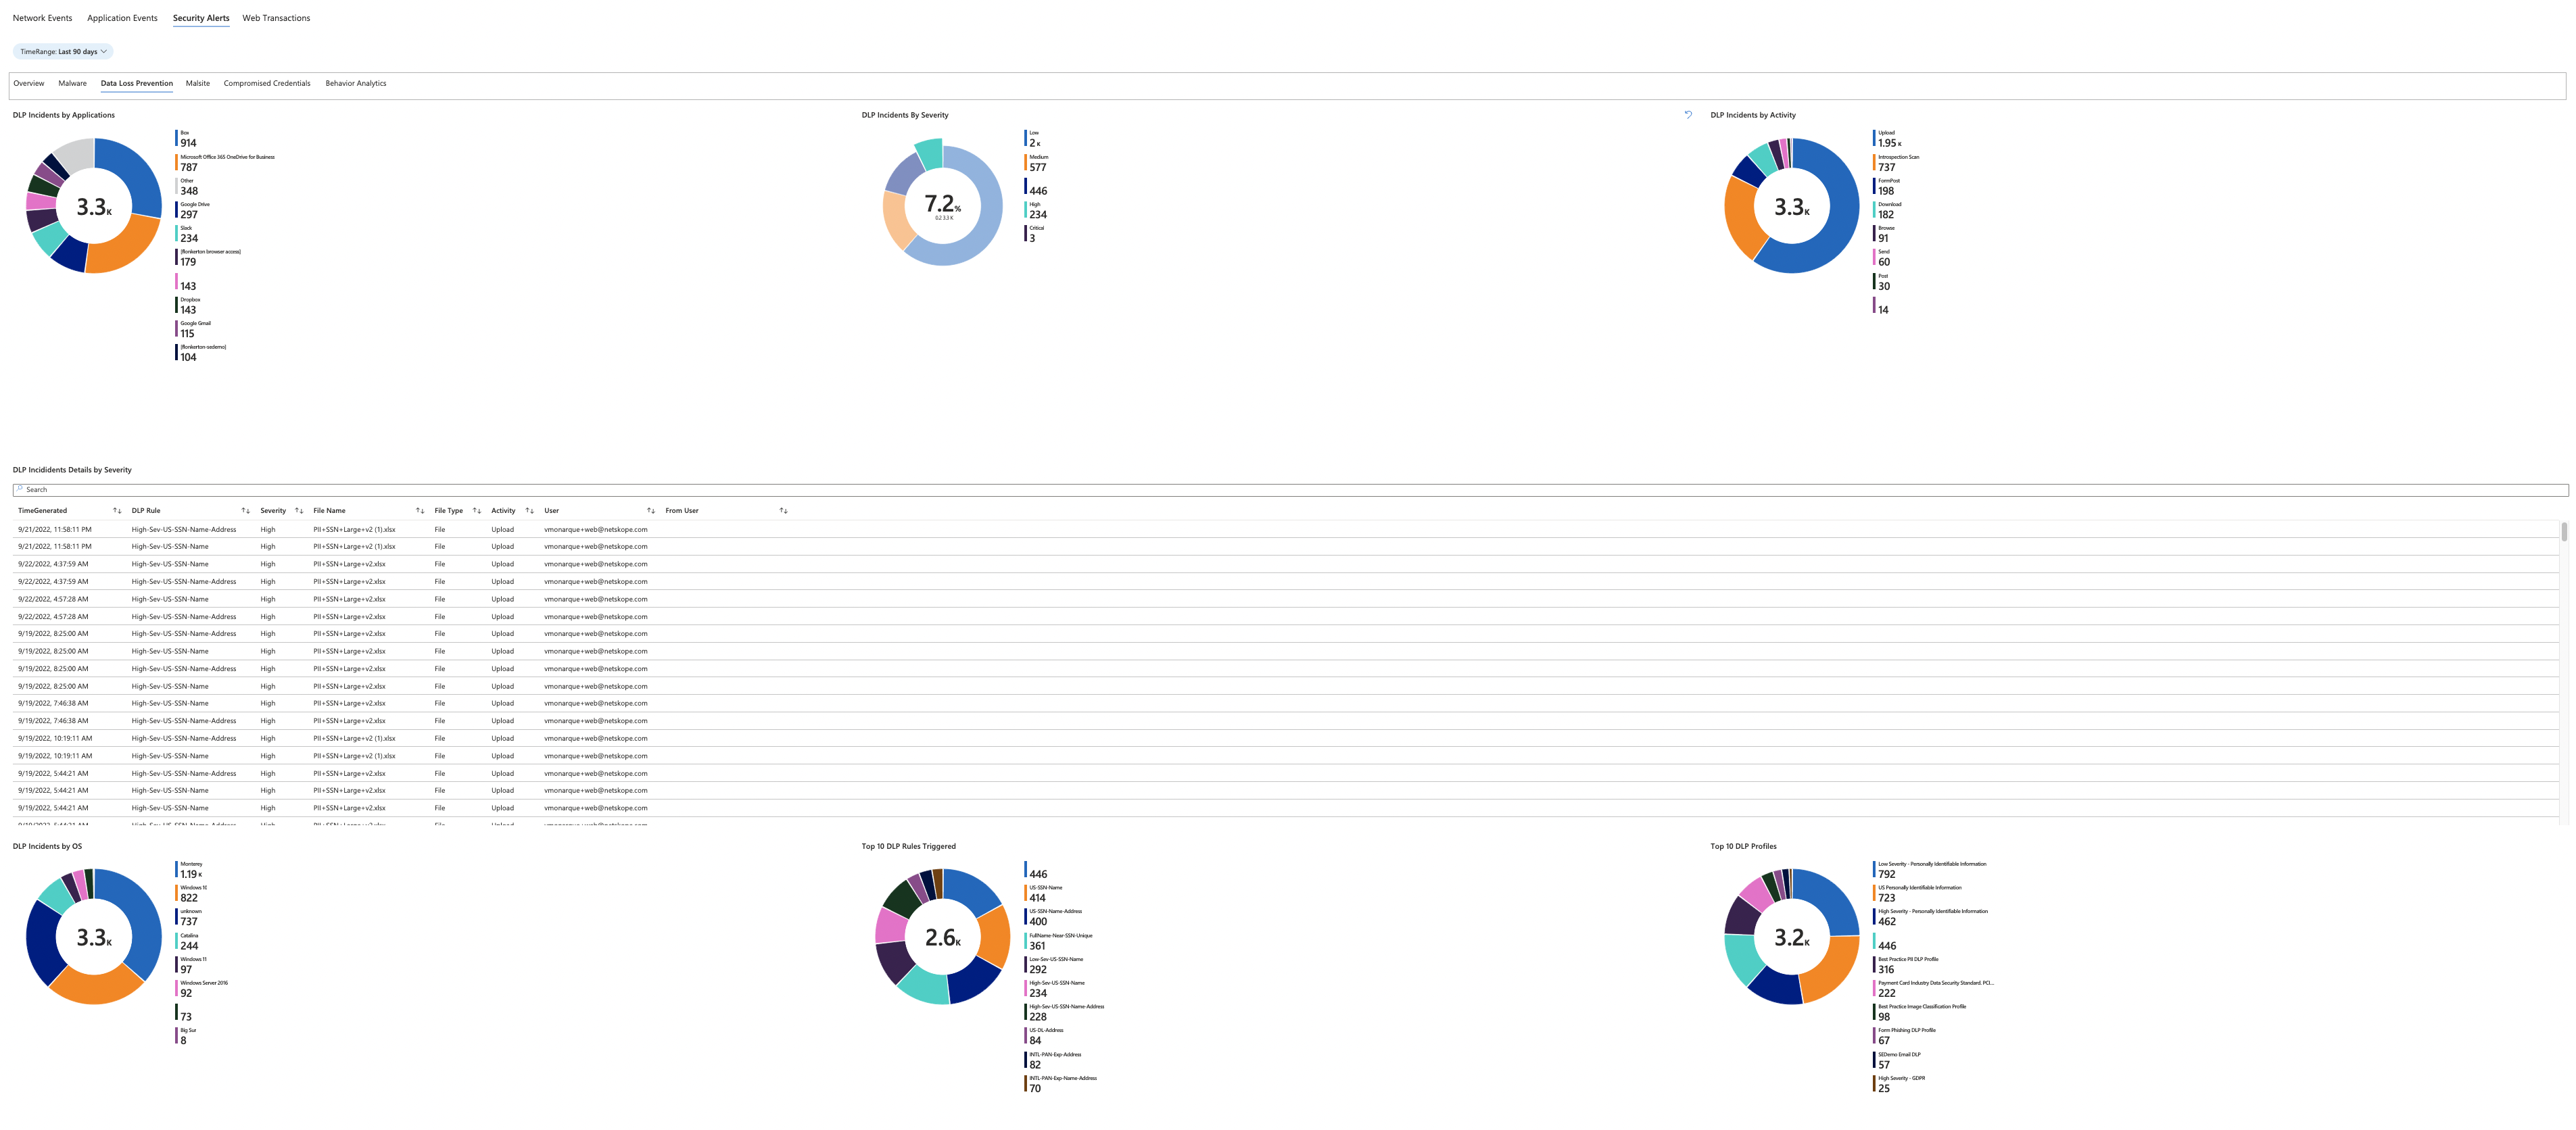 Network Events Application Events Security Alerts Web Transactions
TimeRange: Last 90 days
Overview Malware Data Loss Prevention Malsite Compromised Credentials Behavior Analytics
DLP Incidents by Applications
3.3K
Box
914
Microsoft Office 365 OneDrive for Business
787
Other
348
Google Drive
297
Slack
234
[flonkerton browser access]
179
143
Dropbox
143
Google Gmail
115
[flonkerton-sedemo]
104
DLP Incidents By Severity
7.2%
0.2 3.3 K
Low
2 K
Medium
577
446
High
234
Critical
3
DLP Incidents by Activity
3.3K
Upload
1.95 K
Introspection Scan
737
FormPost
198
Download
182
Browse
91
Send
60
Post
30
14
DLP Incididents Details by Severity
Search
TimeGenerated DLP Rule Severity File Name File Type Activity User From User
9/21/2022, 11:58:11 PM High-Sev-US-SSN-Name-Address High PII+SSN+Large+v2 (1).xlsx File Upload vmonarque+web@netskope.com
9/21/2022, 11:58:11 PM High-Sev-US-SSN-Name High PII+SSN+Large+v2 (1).xlsx File Upload vmonarque+web@netskope.com
9/22/2022, 4:37:59 AM High-Sev-US-SSN-Name High PII+SSN+Large+v2.xlsx File Upload vmonarque+web@netskope.com
9/22/2022, 4:37:59 AM High-Sev-US-SSN-Name-Address High PII+SSN+Large+v2.xlsx File Upload vmonarque+web@netskope.com
9/22/2022, 4:57:28 AM High-Sev-US-SSN-Name High PII+SSN+Large+v2.xlsx File Upload vmonarque+web@netskope.com
9/22/2022, 4:57:28 AM High-Sev-US-SSN-Name-Address High PII+SSN+Large+v2.xlsx File Upload vmonarque+web@netskope.com
9/19/2022, 8:25:00 AM High-Sev-US-SSN-Name-Address High PII+SSN+Large+v2.xlsx File Upload vmonarque+web@netskope.com
9/19/2022, 8:25:00 AM High-Sev-US-SSN-Name High PII+SSN+Large+v2.xlsx File Upload vmonarque+web@netskope.com
9/19/2022, 8:25:00 AM High-Sev-US-SSN-Name-Address High PII+SSN+Large+v2.xlsx File Upload vmonarque+web@netskope.com
9/19/2022, 8:25:00 AM High-Sev-US-SSN-Name High PII+SSN+Large+v2.xlsx File Upload vmonarque+web@netskope.com
9/19/2022, 7:46:38 AM High-Sev-US-SSN-Name High PII+SSN+Large+v2.xlsx File Upload vmonarque+web@netskope.com
9/19/2022, 7:46:38 AM High-Sev-US-SSN-Name-Address High PII+SSN+Large+v2.xlsx File Upload vmonarque+web@netskope.com
9/19/2022, 10:19:11 AM High-Sev-US-SSN-Name-Address High PII+SSN+Large+v2 (1).xlsx File Upload vmonarque+web@netskope.com
9/19/2022, 10:19:11 AM High-Sev-US-SSN-Name High PII+SSN+Large+v2 (1).xlsx File Upload vmonarque+web@netskope.com
9/19/2022, 5:44:21 AM High-Sev-US-SSN-Name-Address High PII+SSN+Large+v2.xlsx File Upload vmonarque+web@netskope.com
9/19/2022, 5:44:21 AM High-Sev-US-SSN-Name High PII+SSN+Large+v2.xlsx File Upload vmonarque+web@netskope.com
9/19/2022, 5:44:21 AM High-Sev-US-SSN-Name High PII+SSN+Large+v2.xlsx File Upload vmonarque+web@netskope.com
DLP Incidents by OS
3.3K
Monterey
1.19 K
Windows 10
822
unknown
737
Catalina
244
Windows 11
97
Windows Server 2016
92
73
Big Sur
8
Top 10 DLP Rules Triggered
2.6K
446
US-SSN-Name
414
US-SSN-Name-Address
400
FullName-Near-SSN-Unique
361
Low-Sev-US-SSN-Name
292
High-Sev-US-SSN-Name
234
High-Sev-US-SSN-Name-Address
228
US-DL-Address
84
INTL-PAN-Exp-Address
82
INTL-PAN-Exp-Name-Address
70
Top 10 DLP Profiles
3.2K
Low Severity - Personally Identifiable Information
792
US Personally Identifiable Information
723
High Severity - Personally Identifiable Information
462
446
Best Practice PII DLP Profile
316
Payment Card Industry Data Security Standard. PCI...
222
Best Practice Image Classification Profile
98
Form Phishing DLP Profile
67
SEDemo Email DLP
57
High Severity - GDPR
25